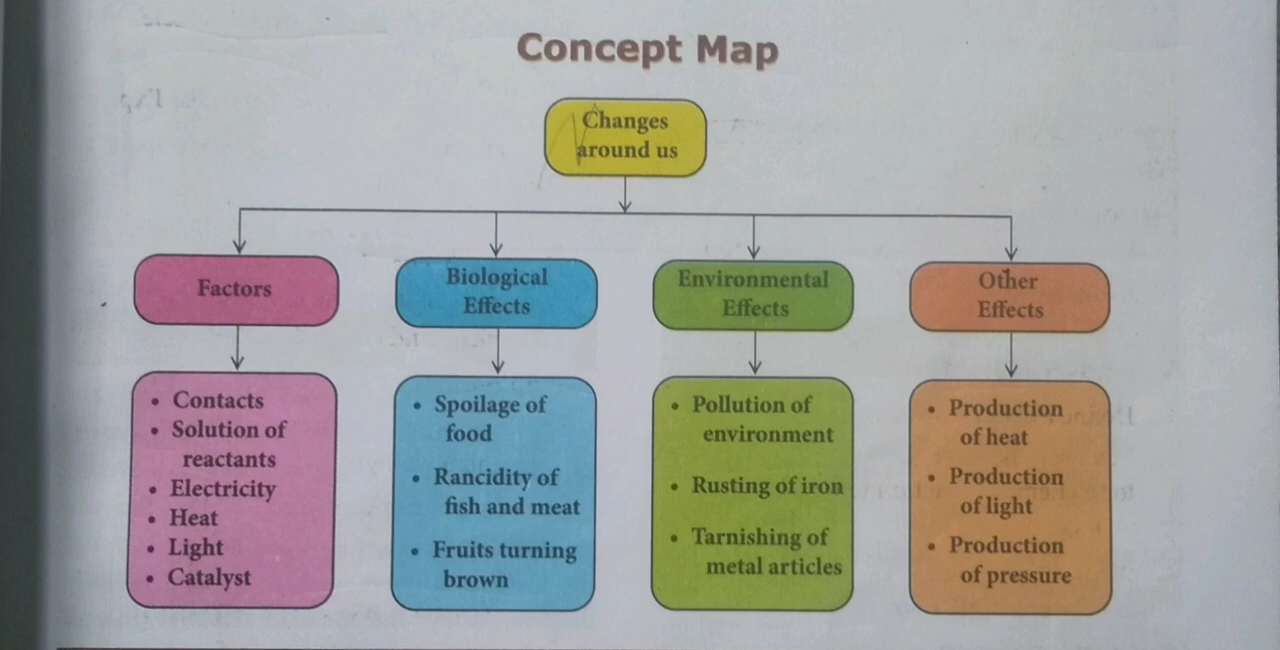 Concept Map
Changes
around us
Factors
Biological
Effects
Environmental
Effects
Other
Effects
• Contacts
• Solution of
reactants
• Electricity
• Heat
• Light
• Catalyst
• Spoilage of
food
• Rancidity of
fish and meat
• Fruits turning
brown
• Pollution of
environment
• Rusting of iron
• Tarnishing of
metal articles
• Production
of heat
• Production
of light
• Production
of pressure